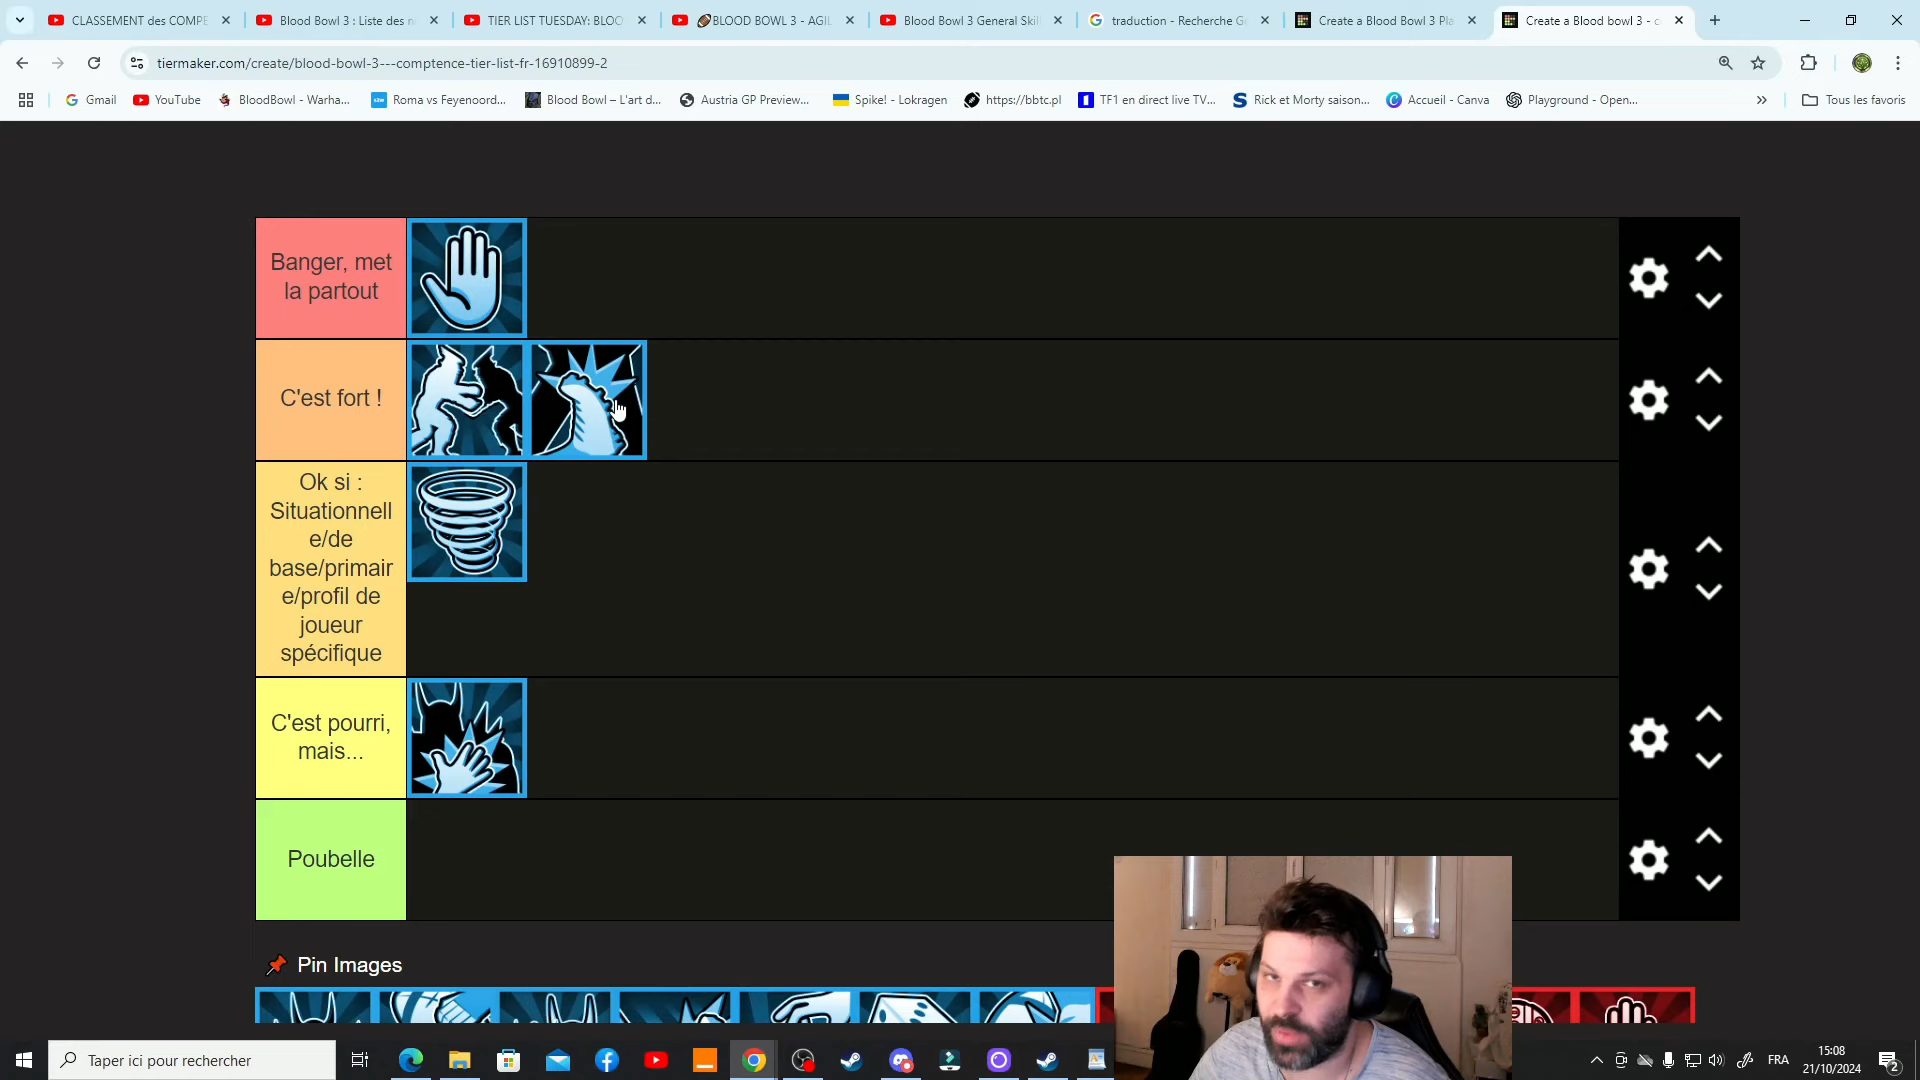 CLASSEMENT des COMPE
Blood Bowl 3 : Liste des n
TIER LIST TUESDAY: BLOO
🏈BLOOD BOWL 3 - AGIL
Blood Bowl 3 General Skil
traduction - Recherche G
Create a Blood Bowl 3 Pla
Create a Blood bowl 3 - c
tiermaker.com/create/blood-bowl-3---comptence-tier-list-fr-16910899-2
Gmail
YouTube
BloodBowl - Warha...
Roma vs Feyenoord...
Blood Bowl – L'art d...
Austria GP Preview...
Spike! - Lokragen
https://bbtc.pl
TF1 en direct live TV...
Rick et Morty saison...
Accueil - Canva
Playground - Open...
Tous les favoris
Banger, met
la partout
C'est fort !
Ok si :
Situationnell
e/de
base/primair
e/profil de
joueur
spécifique
C'est pourri,
mais...
Poubelle
📌 Pin Images
Taper ici pour rechercher
FRA
15:08
21/10/2024
2